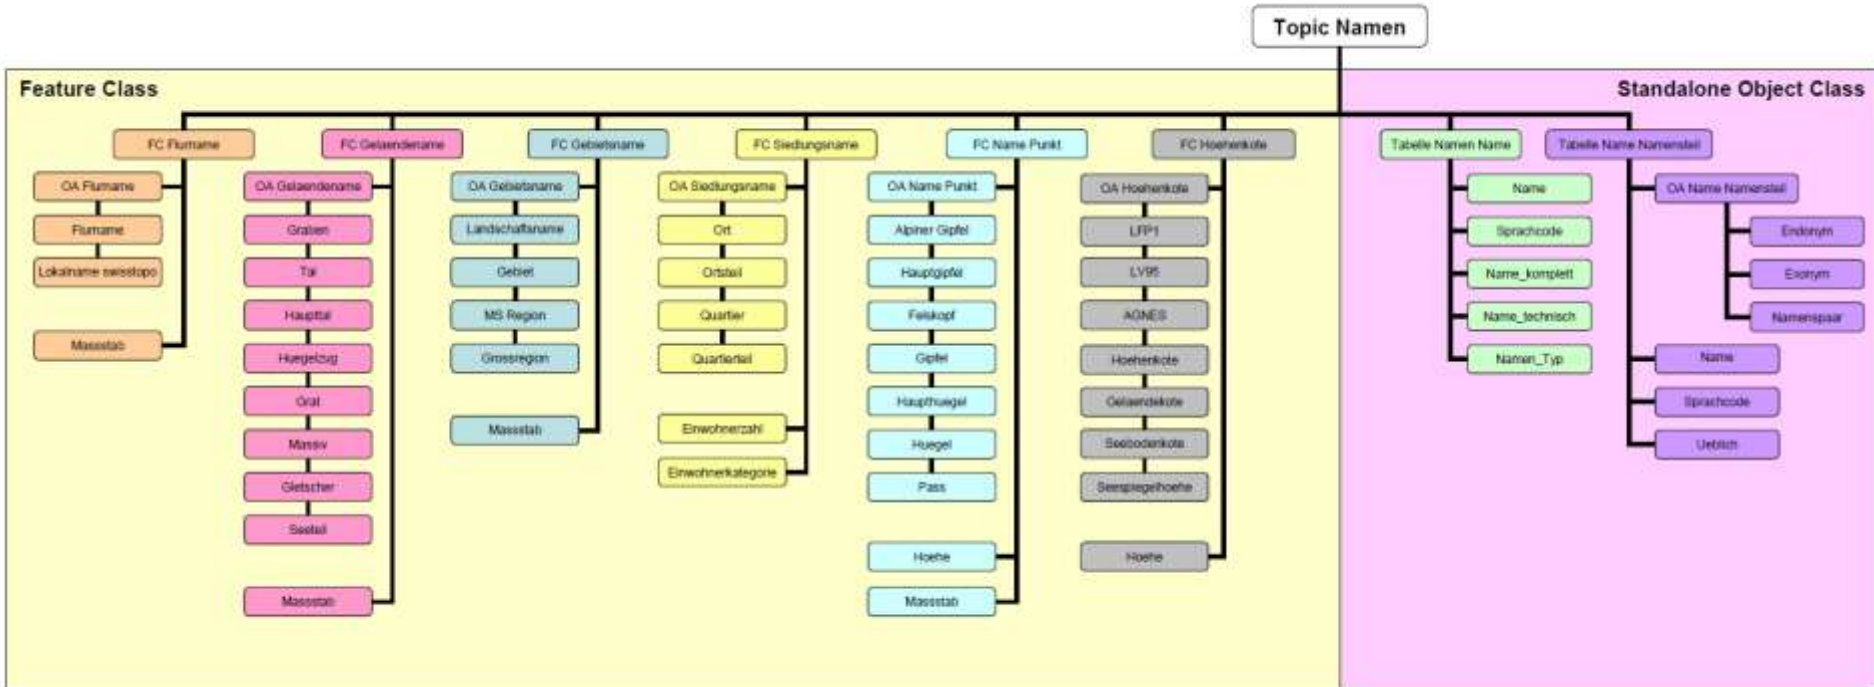 Topic Namen
Feature Class
Standalone Object Class
FC Flurname
FC Gelaendename
FC Gebietsname
FC Siedlungsname
FC Name Punkt
FC Hoehenkote
Tabelle Namen Name
Tabelle Name Namensteil
OA Flurname
Flurname
Lokalname swisstopo
Massstab
OA Gelaendename
Graben
Tal
Haupttal
Huegelzug
Grat
Massiv
Gletscher
Seeteil
Massstab
OA Gebietsname
Landschaftsname
Gebiet
MS Region
Grossregion
Massstab
OA Siedlungsname
Ort
Ortsteil
Quartier
Quartierteil
Einwohnerzahl
Einwohnerkategorie
OA Name Punkt
Alpiner Gipfel
Hauptgipfel
Felskopf
Gipfel
Haupthuegel
Huegel
Pass
Hoehe
Massstab
OA Hoehenkote
LFP1
LV95
AGNES
Hoehenkote
Gelaendekote
Seebodenkote
Seespiegelhoehe
Hoehe
Name
Sprachcode
Name_komplett
Name_technisch
Namen_Typ
OA Name Namensteil
Endonym
Exonym
Namenspaar
Name
Sprachcode
Ueblich